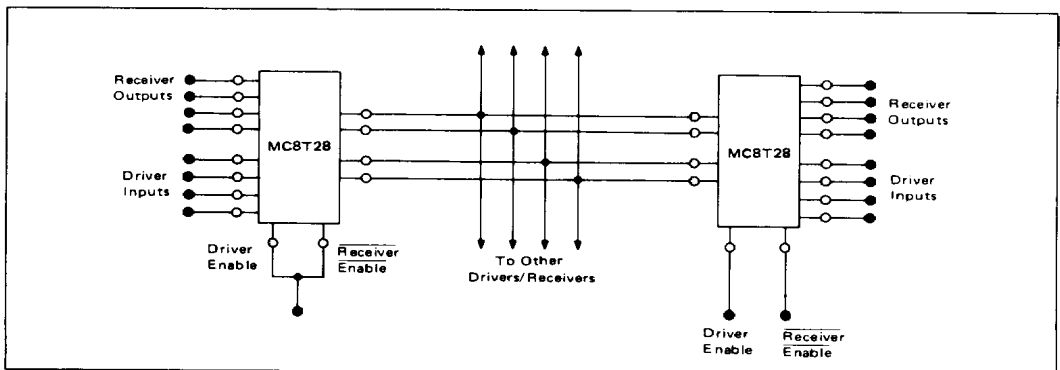 Receiver
Outputs
MC8T28
Driver
Inputs
Driver
Enable
Receiver
Enable
To Other
Drivers/Receivers
MC8T28
Receiver
Outputs
Driver
Inputs
Driver
Enable
Receiver
Enable